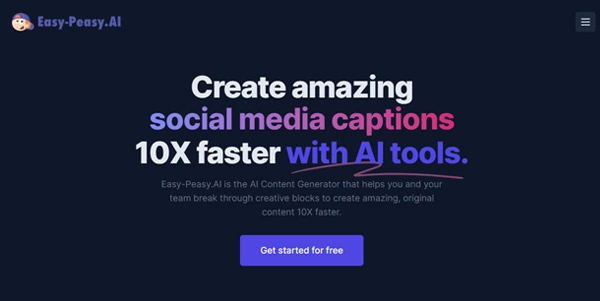 Easy-Peasy.AI
Create amazing
social media captions
10X faster with AI tools.
Easy-Peasy.AI is the AI Content Generator that helps you and your
team break through creative blocks to create amazing, original
content 10X faster.
Get started for free